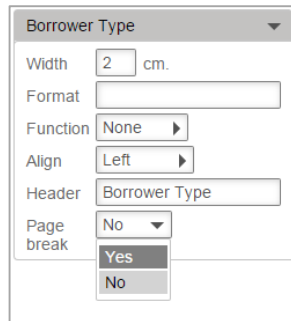 Borrower Type
Width 2 cm.
Format
Function None
Align Left
Header Borrower Type
Page break No
Yes
No